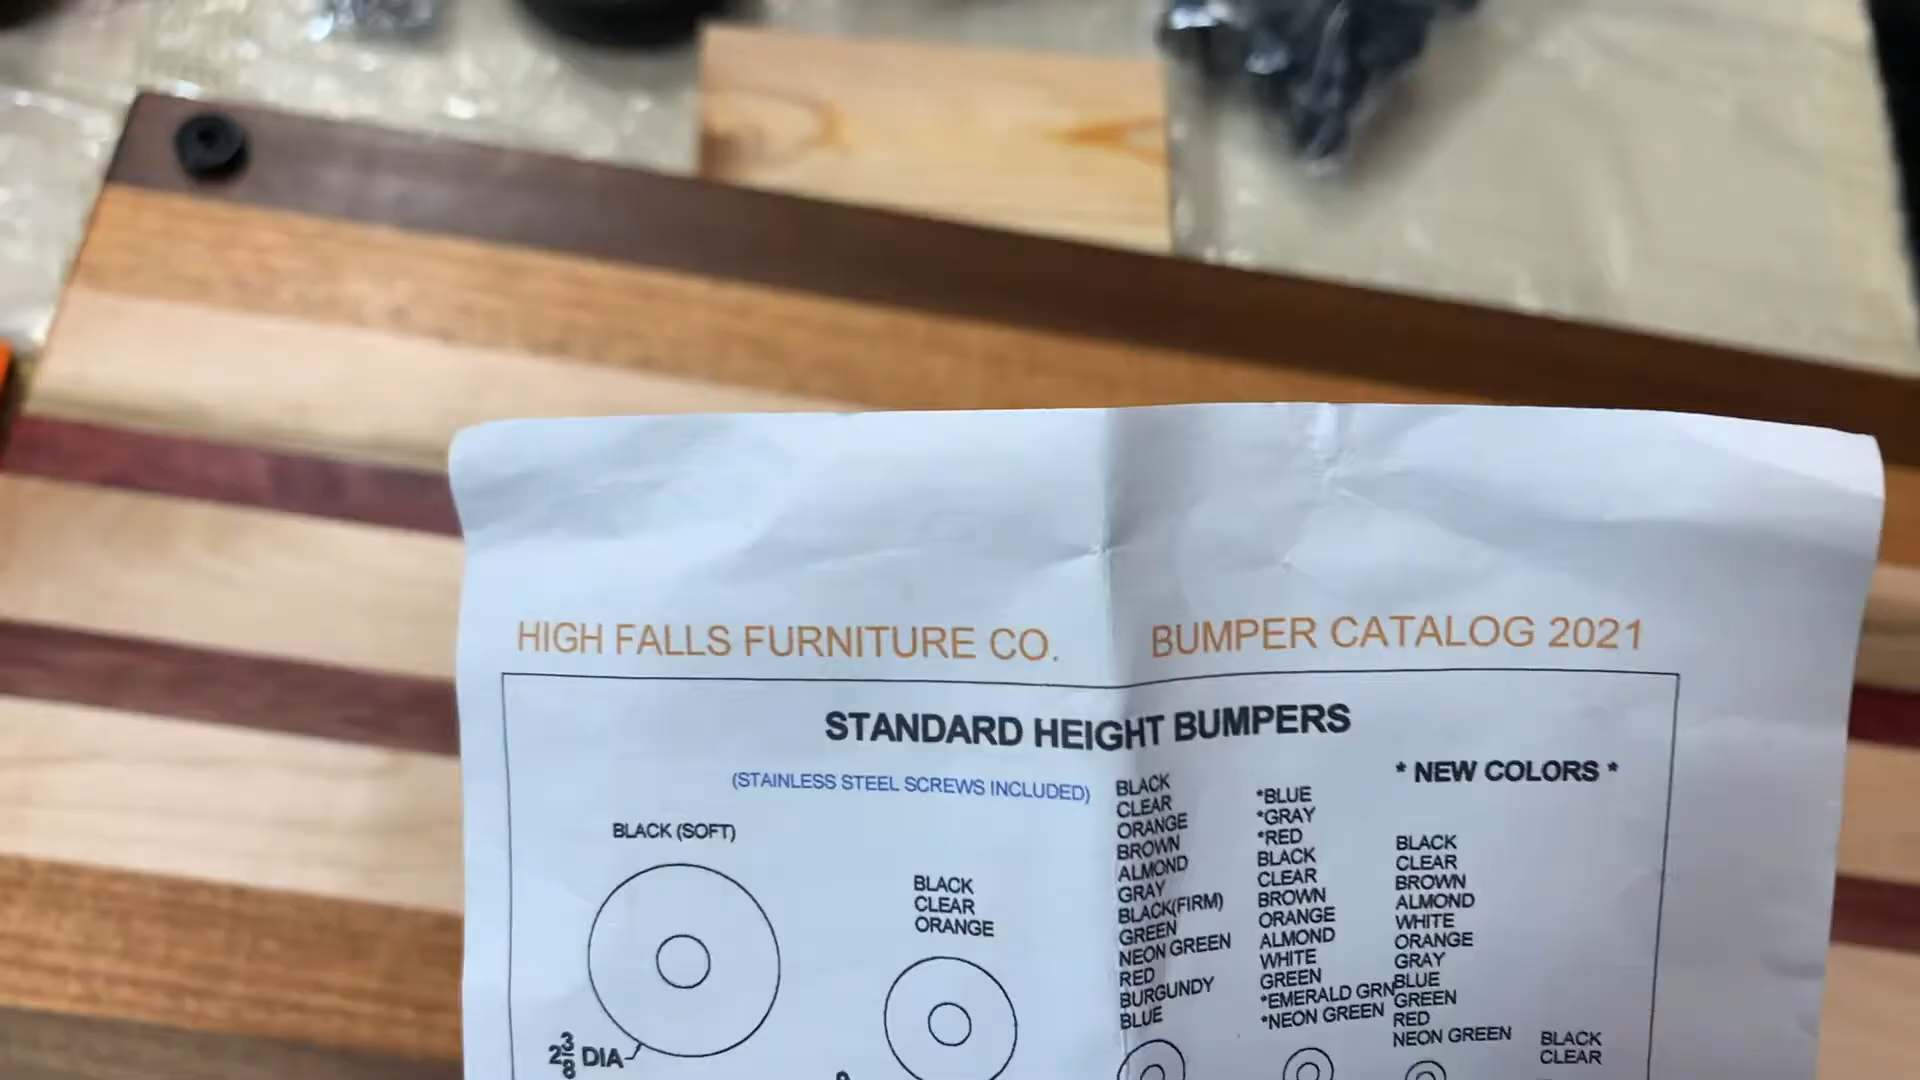 HIGH FALLS FURNITURE CO. BUMPER CATALOG 2021
STANDARD HEIGHT BUMPERS
(STAINLESS STEEL SCREWS INCLUDED)
* NEW COLORS *
BLACK (SOFT)
2 3/8 DIA
BLACK
CLEAR
ORANGE
BLACK
CLEAR
ORANGE
BROWN
ALMOND
GRAY
BLACK(FIRM)
GREEN
NEON GREEN
RED
BURGUNDY
BLUE
*BLUE
*GRAY
*RED
BLACK
CLEAR
BROWN
ORANGE
ALMOND
WHITE
GREEN
*EMERALD GRN
*NEON GREEN
BLACK
CLEAR
BROWN
ALMOND
WHITE
ORANGE
GRAY
BLUE
GREEN
RED
NEON GREEN
BLACK
CLEAR